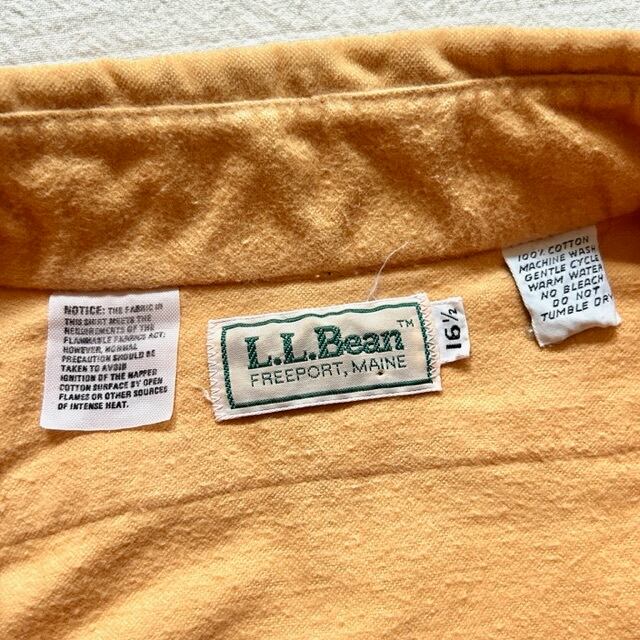 NOTICE: THE FABRIC IN
THIS SHIRT MEETS THE
REQUIREMENTS OF THE
FLAMMABLE FABRICS ACT;
HOWEVER, NORMAL
PRECAUTION SHOULD BE
TAKEN TO AVOID
IGNITION OF THE NAPPED
COTTON SURFACE BY OPEN
FLAMES OR OTHER SOURCES
OF INTENSE HEAT.
L.L.Bean™
FREEPORT, MAINE
16½
100% COTTON
MACHINE WASH
GENTLE CYCLE
WARM WATER
NO BLEACH
DO NOT
TUMBLE DRY